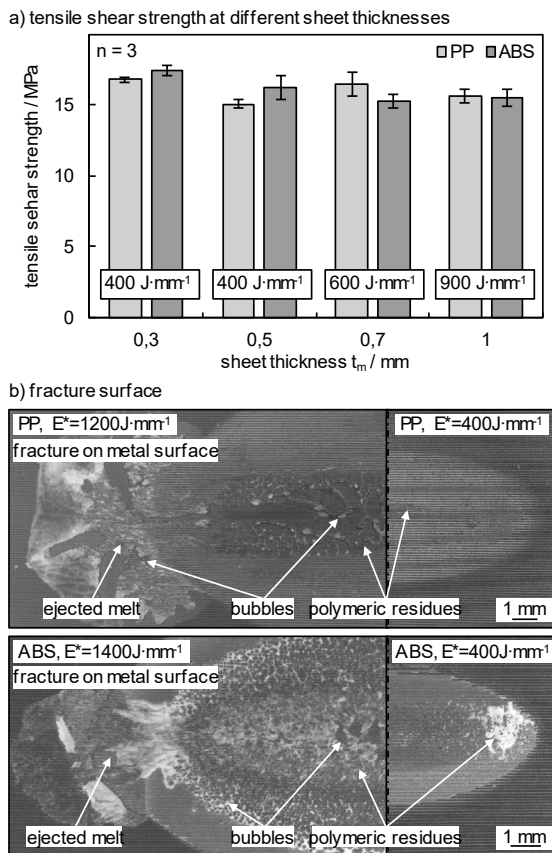 a) tensile shear strength at different sheet thicknesses
n = 3
PP ABS
20
15
10
5
0
tensile sehar strength / MPa
400 J·mm-1 400 J·mm-1 600 J·mm-1 900 J·mm-1
0,3 0,5 0,7 1
sheet thickness tm / mm
b) fracture surface
PP, E*=1200J·mm-1 PP, E*=400J·mm-1
fracture on metal surface
ejected melt bubbles polymeric residues 1 mm
ABS, E*=1400J·mm-1 ABS, E*=400J·mm-1
fracture on metal surface
ejected melt bubbles polymeric residues 1 mm